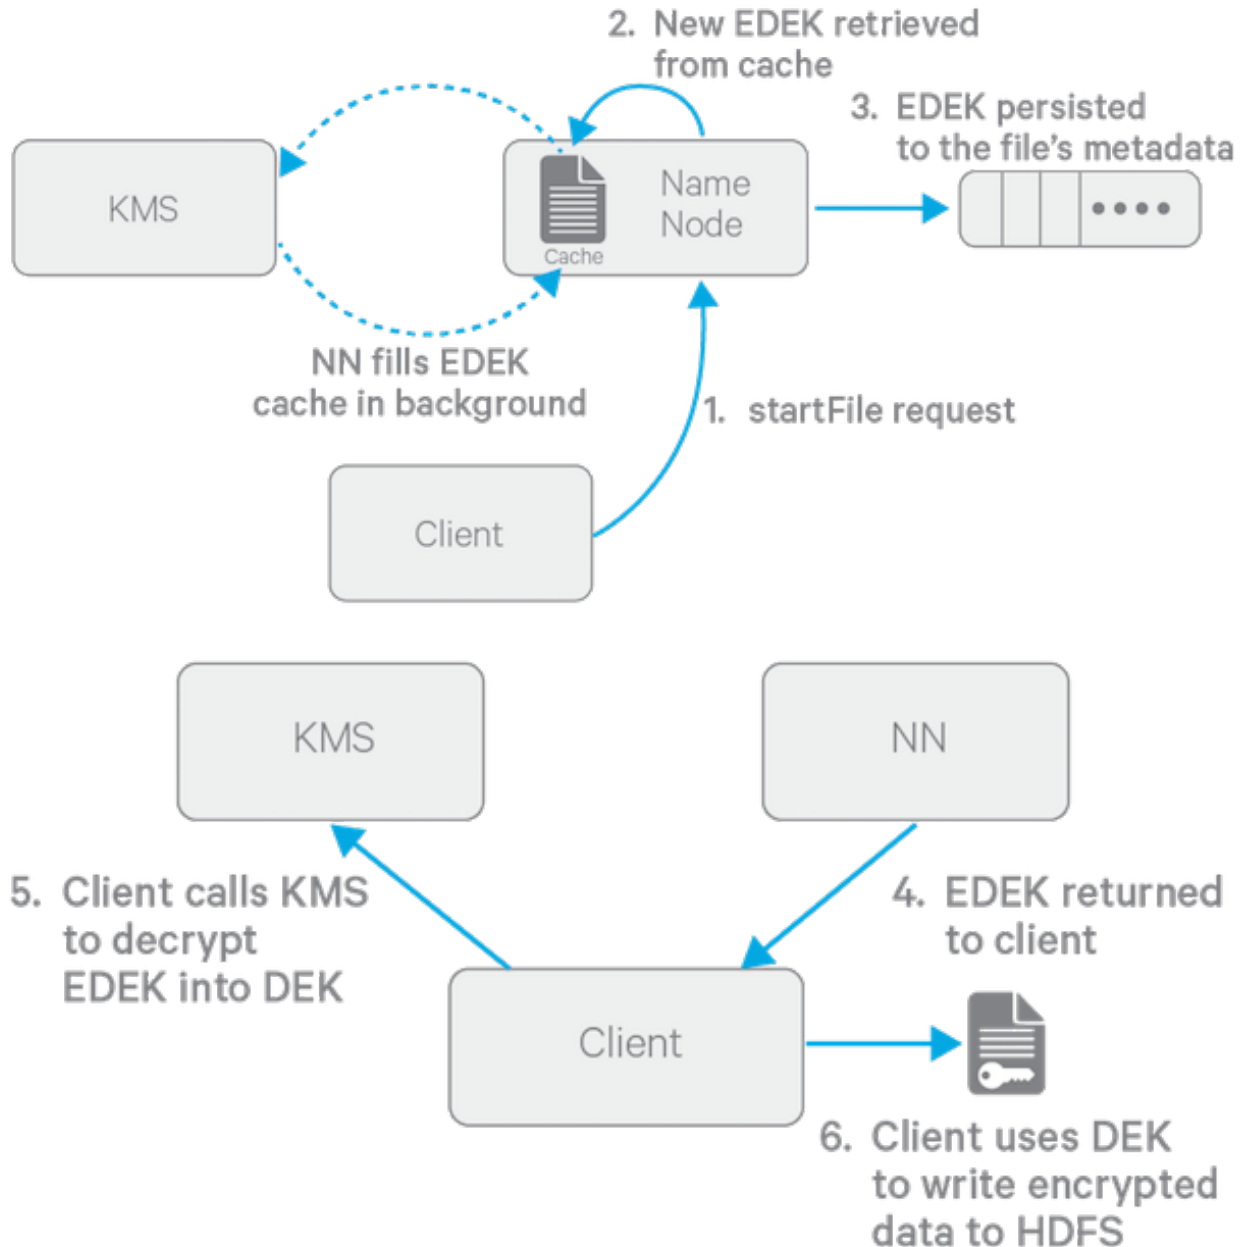 2. New EDEK retrieved
from cache
3. EDEK persisted
to the file's metadata
KMS
Name
Node
Cache
NN fills EDEK
cache in background
1. startFile request
Client
KMS
NN
5. Client calls KMS
to decrypt
EDEK into DEK
4. EDEK returned
to client
Client
6. Client uses DEK
to write encrypted
data to HDFS